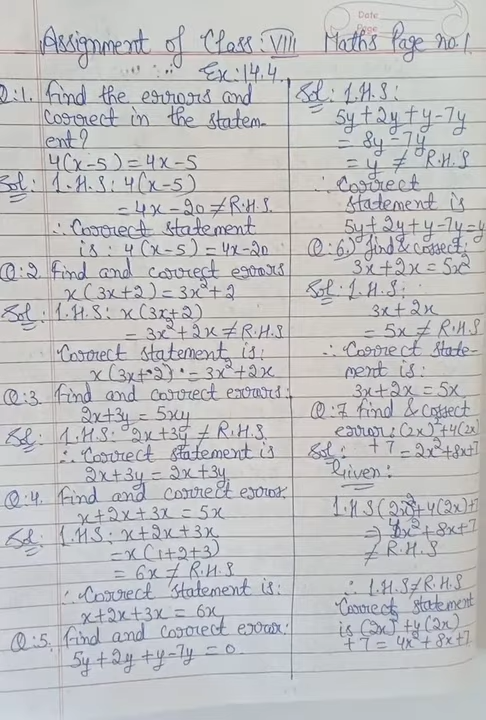 Date
Page
Assignment of Class: VIII Maths Page no. 1.
Ex: 14.4.
Q:1. find the errors and
correct in the statem-
ent?
4(x-5) = 4x-5
Sol: L.H.S: 4(x-5)
= 4x-20 ≠ R.H.S.
∴ Correct statement
is: 4(x-5) = 4x-20
Q:2 find and correct errors
x(3x+2) = 3x²+2
Sol: L.H.S: x(3x+2)
= 3x²+2x ≠ R.H.S
Correct statement is:
x(3x+2) = 3x²+2x
Q:3 find and correct errors:
2x+3y = 5xy
Sol: L.H.S: 2x+3y ≠ R.H.S
∴ Correct statement is
2x+3y = 2x+3y
Q:4. find and correct error
x+2x+3x = 5x
Sol: L.H.S: x+2x+3x
= x(1+2+3)
= 6x ≠ R.H.S
∴ Correct statement is:
x+2x+3x = 6x
Q:5. find and correct error:
5y+2y+y-7y = 0
Sol: L.H.S:
5y+2y+y-7y
= 8y-7y
= y ≠ R.H.S
∴ Correct
statement is
5y+2y+y-7y=y
Q:6.) find & correct:
3x+2x = 5x²
Sol: L.H.S:
3x+2x
= 5x ≠ R.H.S
∴ Correct state-
ment is:
3x+2x = 5x
Q:7 find & correct
error: (2x)²+4(2x)
+7 = 2x²+8x+7
Sol:
Given:
L.H.S (2x)²+4(2x)+7
⇒ 4x²+8x+7
≠ R.H.S
∴ L.H.S≠R.H.S
Correct statement
is (2x)²+4(2x)
+7 = 4x²+8x+7